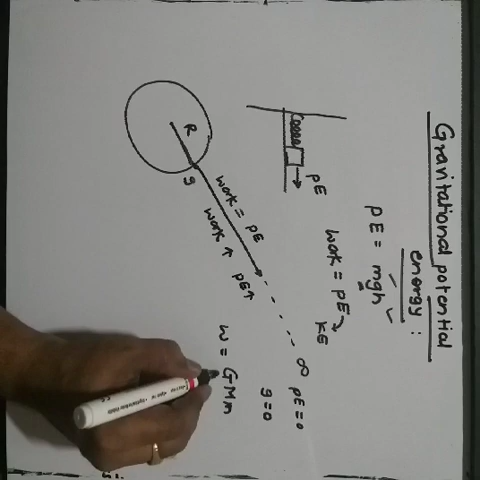 Gravitational potential
energy :
PE = mgh
Work = PE
KE
PE
R
g
Work = PE
Work ↑ PE↑
∞ PE = 0
g = 0
W = GMm